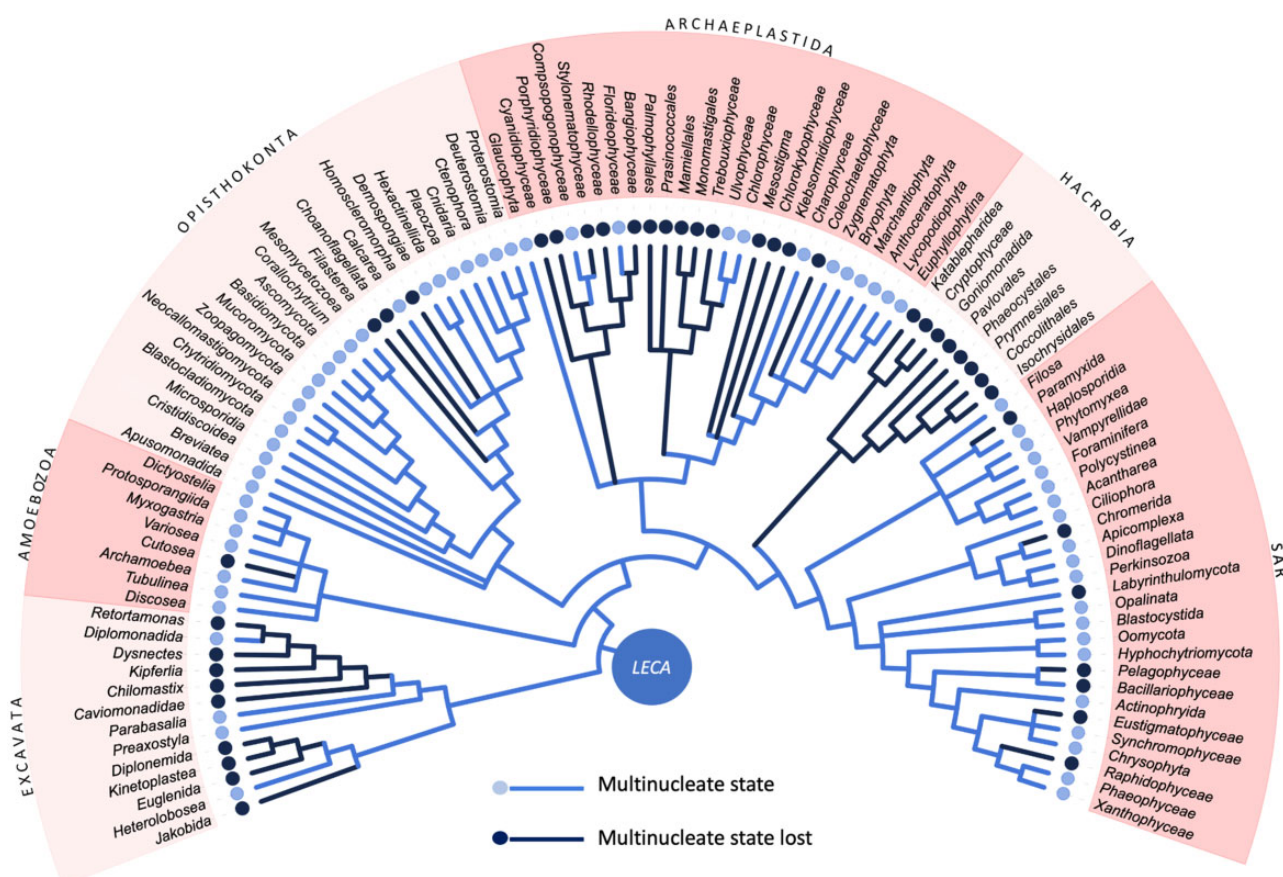 ARCHAEPLASTIDA
OPISTHOKONTA
HACROBIA
AMOEBOZOA
EXCAVATA
SAR
Jakobida
Heterolobosea
Euglenida
Kinetoplastea
Diplonemida
Preaxostyla
Parabasalia
Caviomonadidae
Chilomastix
Kipferlia
Dysnectes
Diplomonadida
Retortamonas
Discosea
Tubulinea
Archamoebea
Cutosea
Variosea
Myxogastria
Protosporangiida
Dictyostelia
Apusomonadida
Breviatea
Cristidiscoidea
Microsporidia
Blastocladiomycota
Chytridiomycota
Neocallomastigomycota
Zoopagomycota
Mucoromycota
Basidiomycota
Ascomycota
Corallochytrium
Mesomycetozoea
Filasterea
Choanoflagellata
Calcarea
Homoscleromorpha
Demospongiae
Hexactinellida
Placozoa
Cnidaria
Ctenophora
Deuterostomia
Proterostomia
Glaucophyta
Cyanidiophyceae
Porphyridiophyceae
Compsopogonophyceae
Stylonematophyceae
Rhodellophyceae
Florideophyceae
Bangiophyceae
Palmophyllales
Prasinococcales
Mamiellales
Monomastigales
Trebouxiophyceae
Ulvophyceae
Chlorophyceae
Mesostigma
Chlorokybophyceae
Klebsormidiophyceae
Charophyceae
Coleochaetophyceae
Zygnematophyta
Bryophyta
Marchantiophyta
Anthoceratophyta
Lycopodiophyta
Euphyllophytina
Katablepharidea
Cryptophyceae
Goniomonadida
Pavlovales
Phaeocystales
Prymnesiales
Coccolithales
Isochrysidales
Filosa
Paramyxida
Haplosporidia
Phytomyxea
Vampyrellidae
Foraminifera
Polycystinea
Acantharea
Ciliophora
Chromerida
Apicomplexa
Dinoflagellata
Perkinsozoa
Labyrinthulomycota
Opalinata
Blastocystida
Oomycota
Hyphochytriomycota
Pelagophyceae
Bacillariophyceae
Actinophryida
Eustigmatophyceae
Synchromophyceae
Chrysophyta
Raphidophyceae
Phaeophyceae
Xanthophyceae
LECA
Multinucleate state
Multinucleate state lost